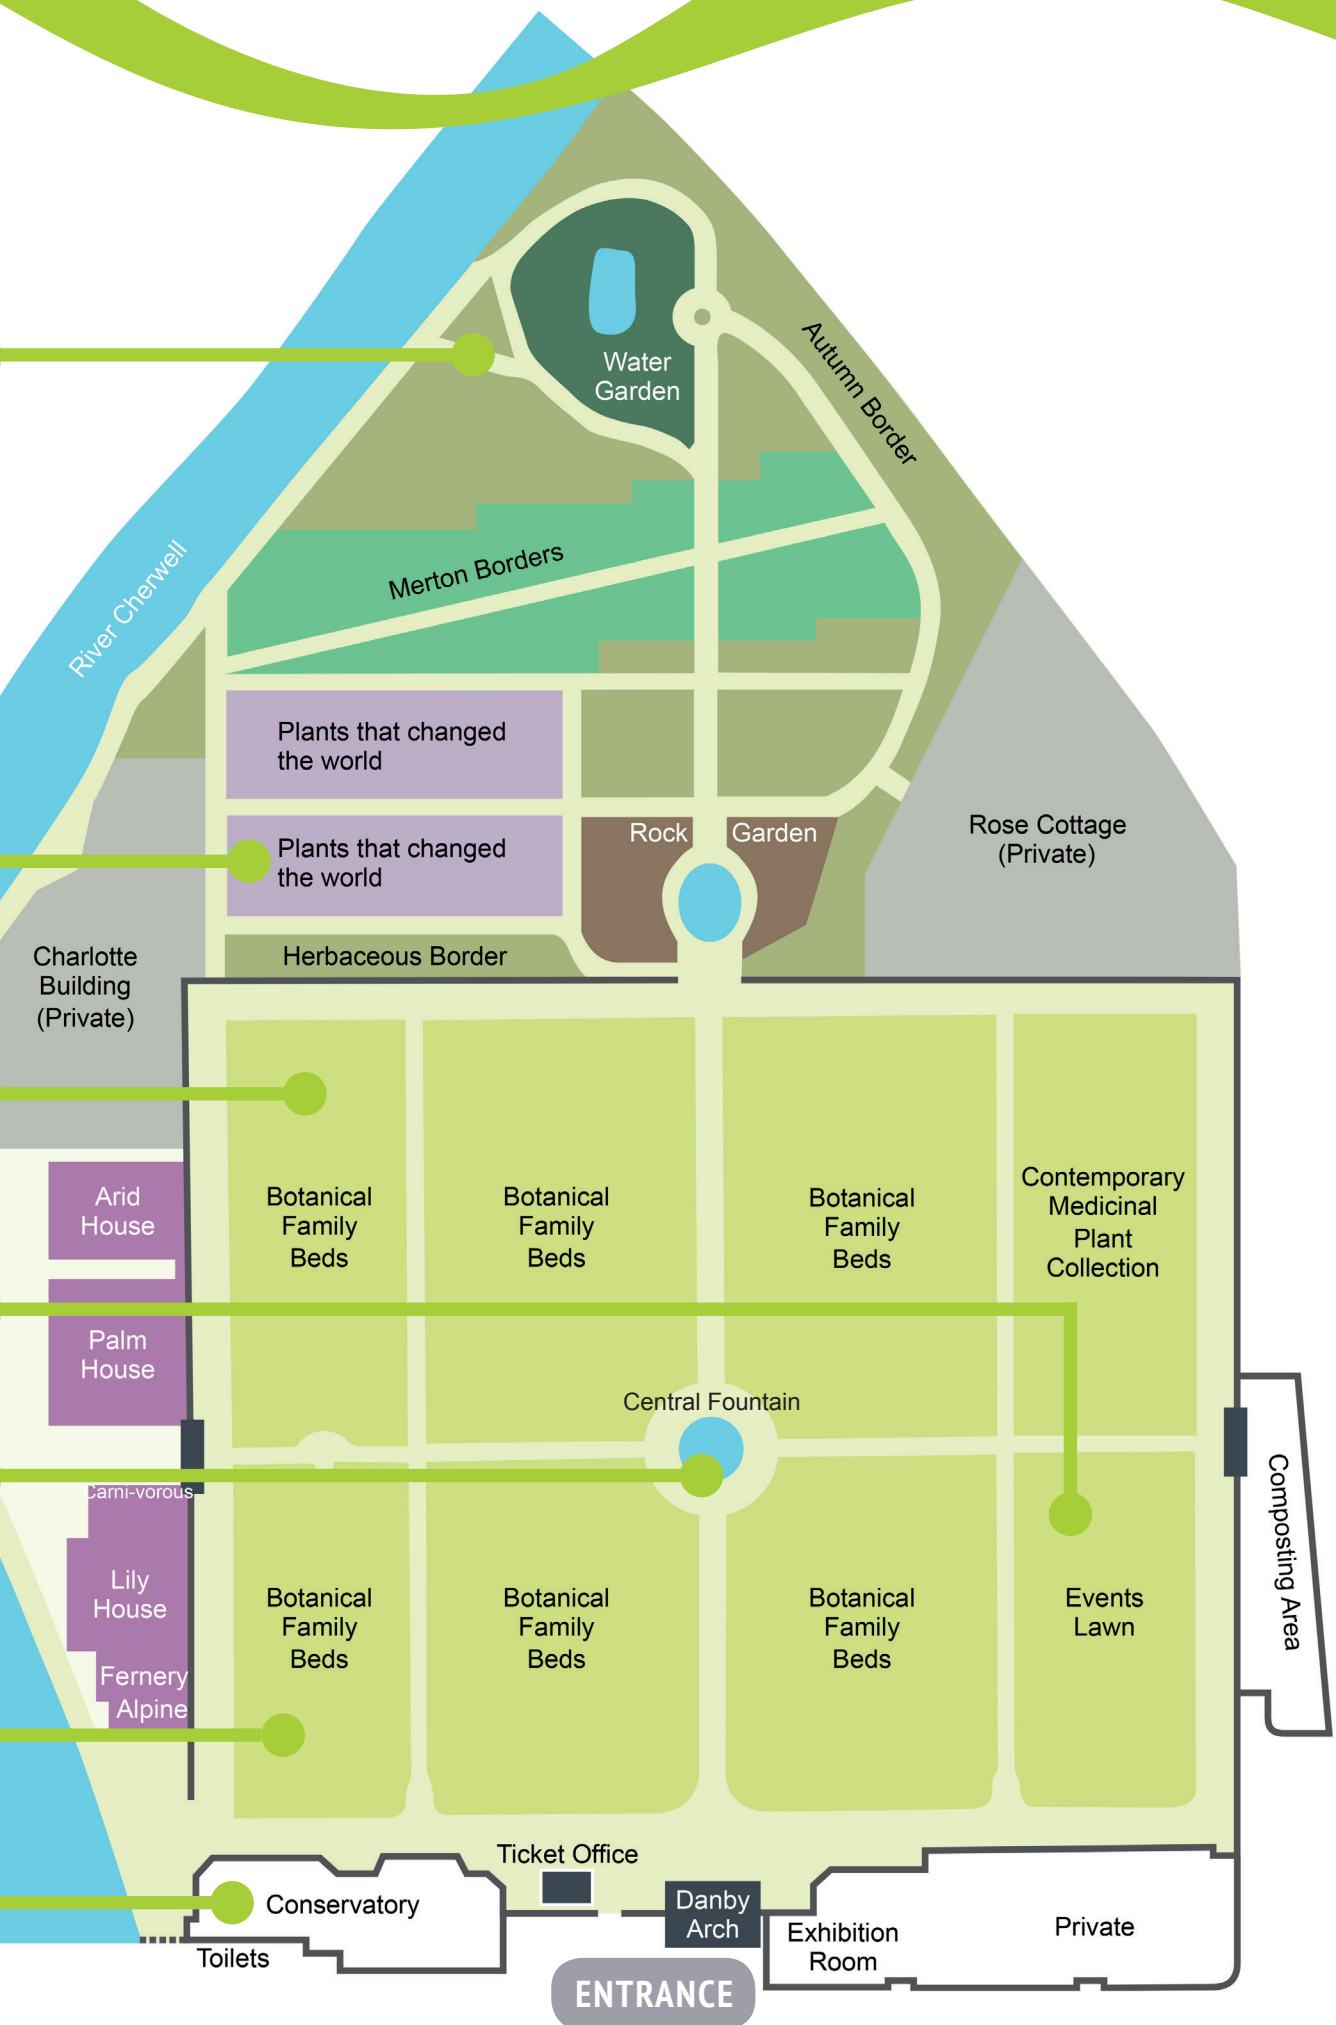 Water
Garden
Autumn Border
Merton Borders
River Cherwell
Plants that changed
the world
Plants that changed
the world
Rock Garden
Rose Cottage
(Private)
Herbaceous Border
Charlotte
Building
(Private)
Arid
House
Botanical
Family
Beds
Botanical
Family
Beds
Botanical
Family
Beds
Contemporary
Medicinal
Plant
Collection
Palm
House
Central Fountain
Carni-vorous
Composting Area
Lily
House
Botanical
Family
Beds
Botanical
Family
Beds
Botanical
Family
Beds
Events
Lawn
Fernery
Alpine
Ticket Office
Conservatory
Danby
Arch
Exhibition
Room
Private
Toilets
ENTRANCE